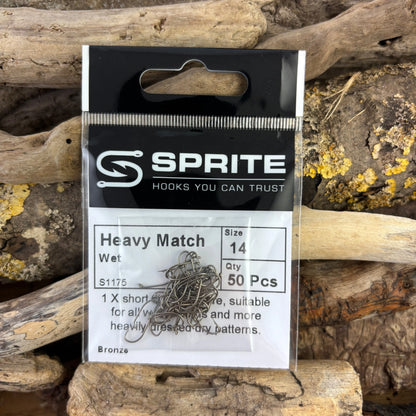 SPRITE
HOOKS YOU CAN TRUST
Heavy Match
Wet
S1175
Size
14
Qty
50 Pcs
1 X short, suitable
for all and more
heavily dressed dry patterns.
Bronze